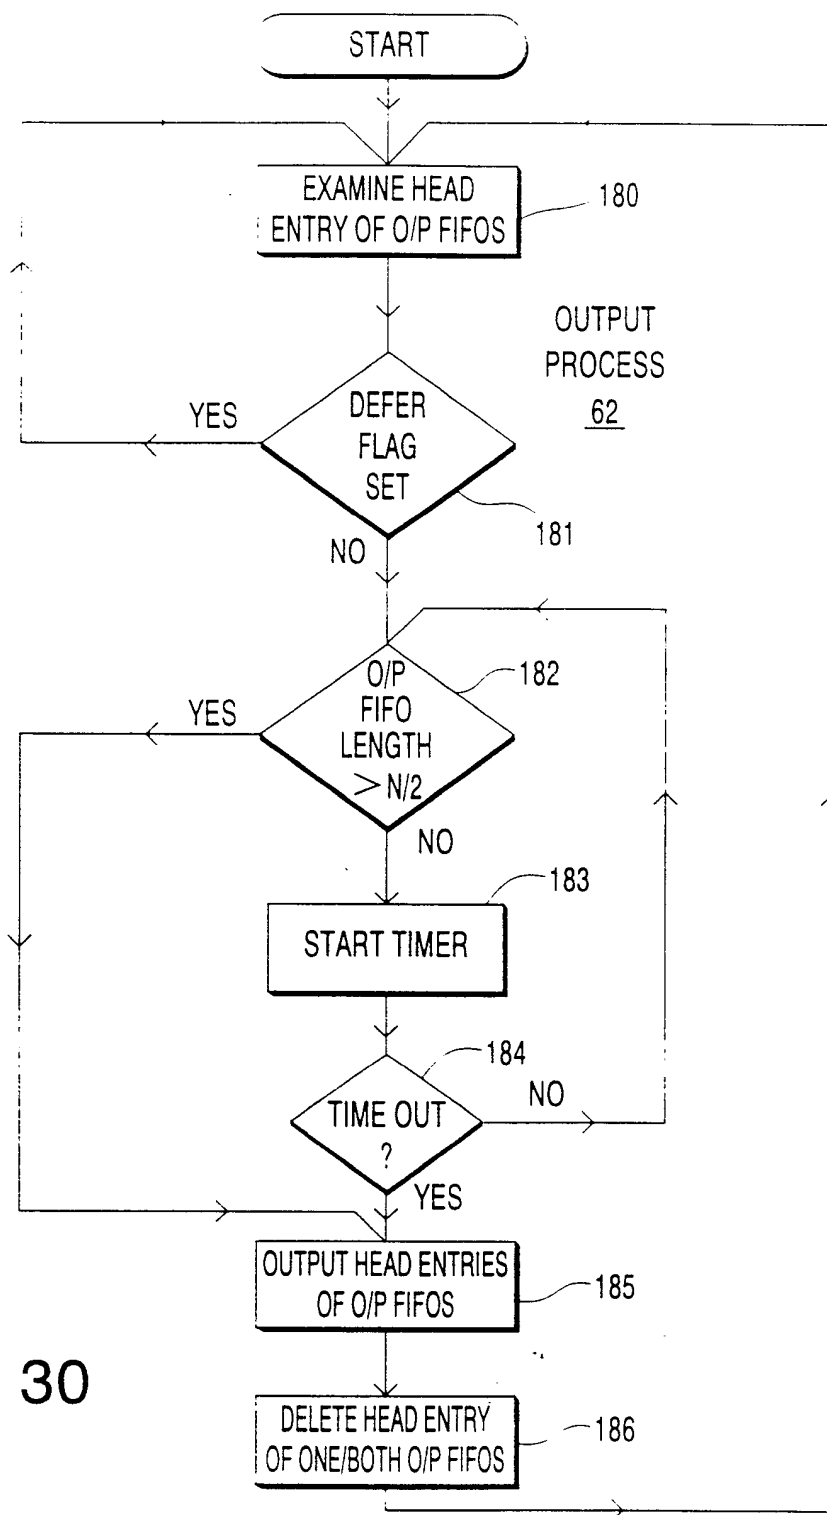 START
EXAMINE HEAD
ENTRY OF O/P FIFOS
180
OUTPUT
PROCESS
62
YES
DEFER
FLAG
SET
181
NO
O/P
FIFO
LENGTH
> N/2
182
YES
NO
183
START TIMER
184
TIME OUT
?
NO
YES
OUTPUT HEAD ENTRIES
OF O/P FIFOS
185
30
DELETE HEAD ENTRY
OF ONE/BOTH O/P FIFOS
186